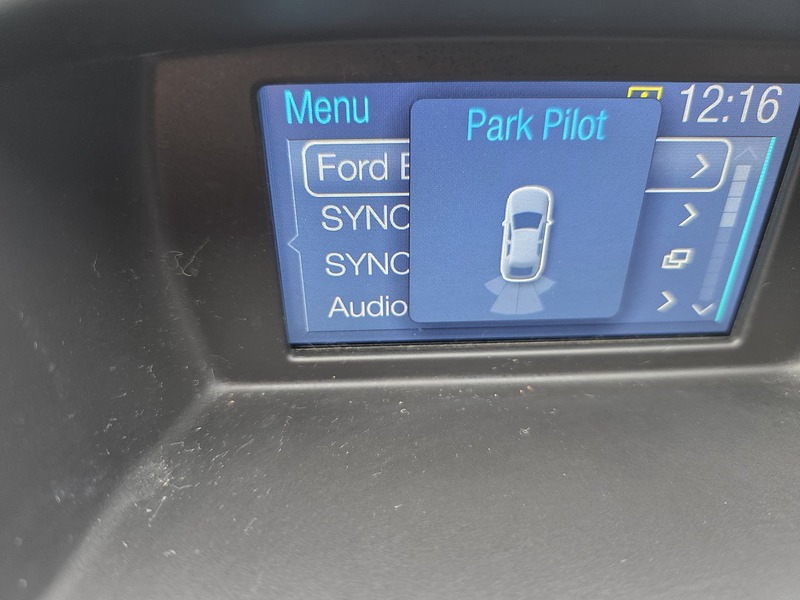 Menu
12:16
Park Pilot
Ford
SYNC
SYNC
Audio